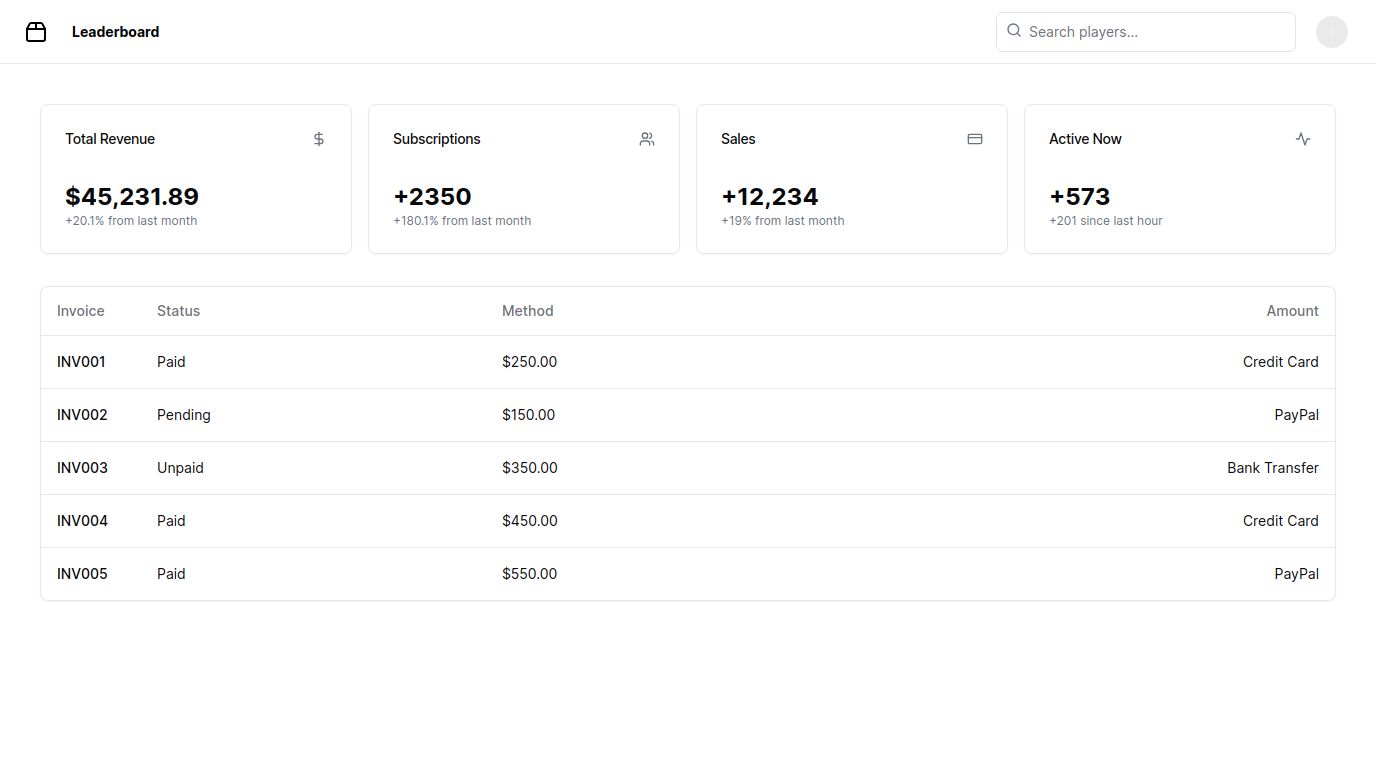 Leaderboard
Search players...
Total Revenue
$45,231.89
+20.1% from last month
Subscriptions
+2350
+180.1% from last month
Sales
+12,234
+19% from last month
Active Now
+573
+201 since last hour
Invoice Status Method Amount
INV001 Paid $250.00 Credit Card
INV002 Pending $150.00 PayPal
INV003 Unpaid $350.00 Bank Transfer
INV004 Paid $450.00 Credit Card
INV005 Paid $550.00 PayPal